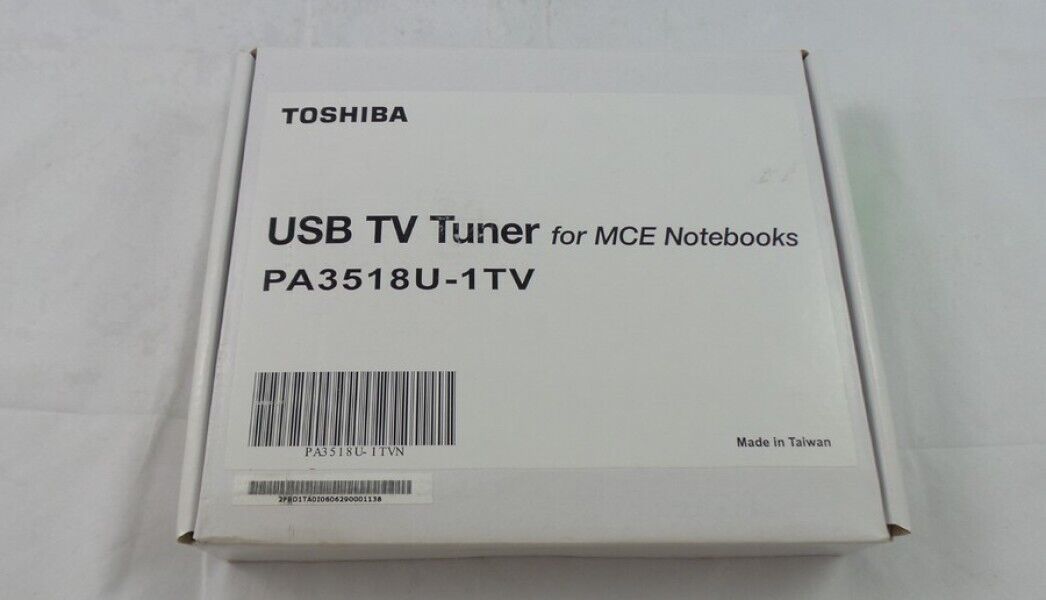 TOSHIBA
USB TV Tuner for MCE Notebooks
PA3518U-1TV
PA3518U-1TVN
Made in Taiwan